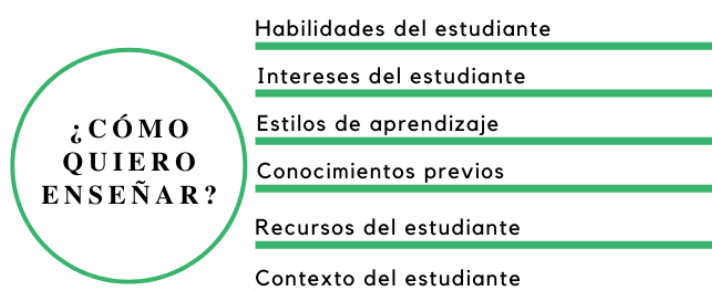 ¿CÓMO
QUIERO
ENSEÑAR?
Habilidades del estudiante
Intereses del estudiante
Estilos de aprendizaje
Conocimientos previos
Recursos del estudiante
Contexto del estudiante